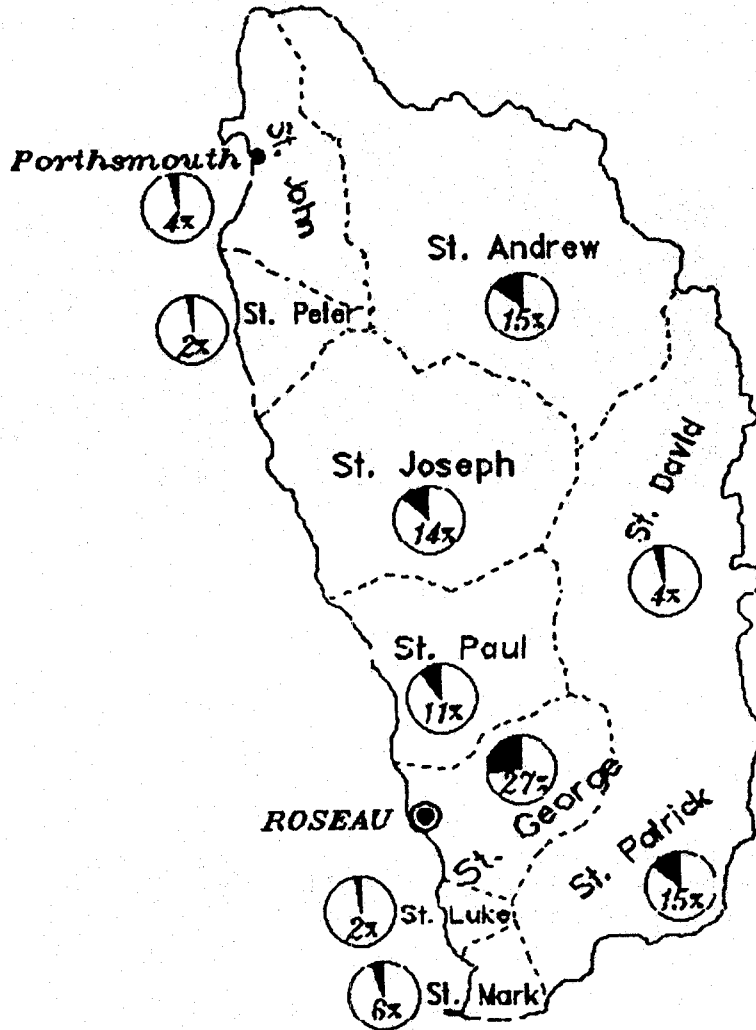 St. John
Porthsmouth
4%
St. Andrew
15%
St. Peter
2%
St. David
4%
St. Joseph
14%
St. Paul
11%
27%
St. George
ROSEAU
St. Patrick
15%
2%
St. Luke
6%
St. Mark